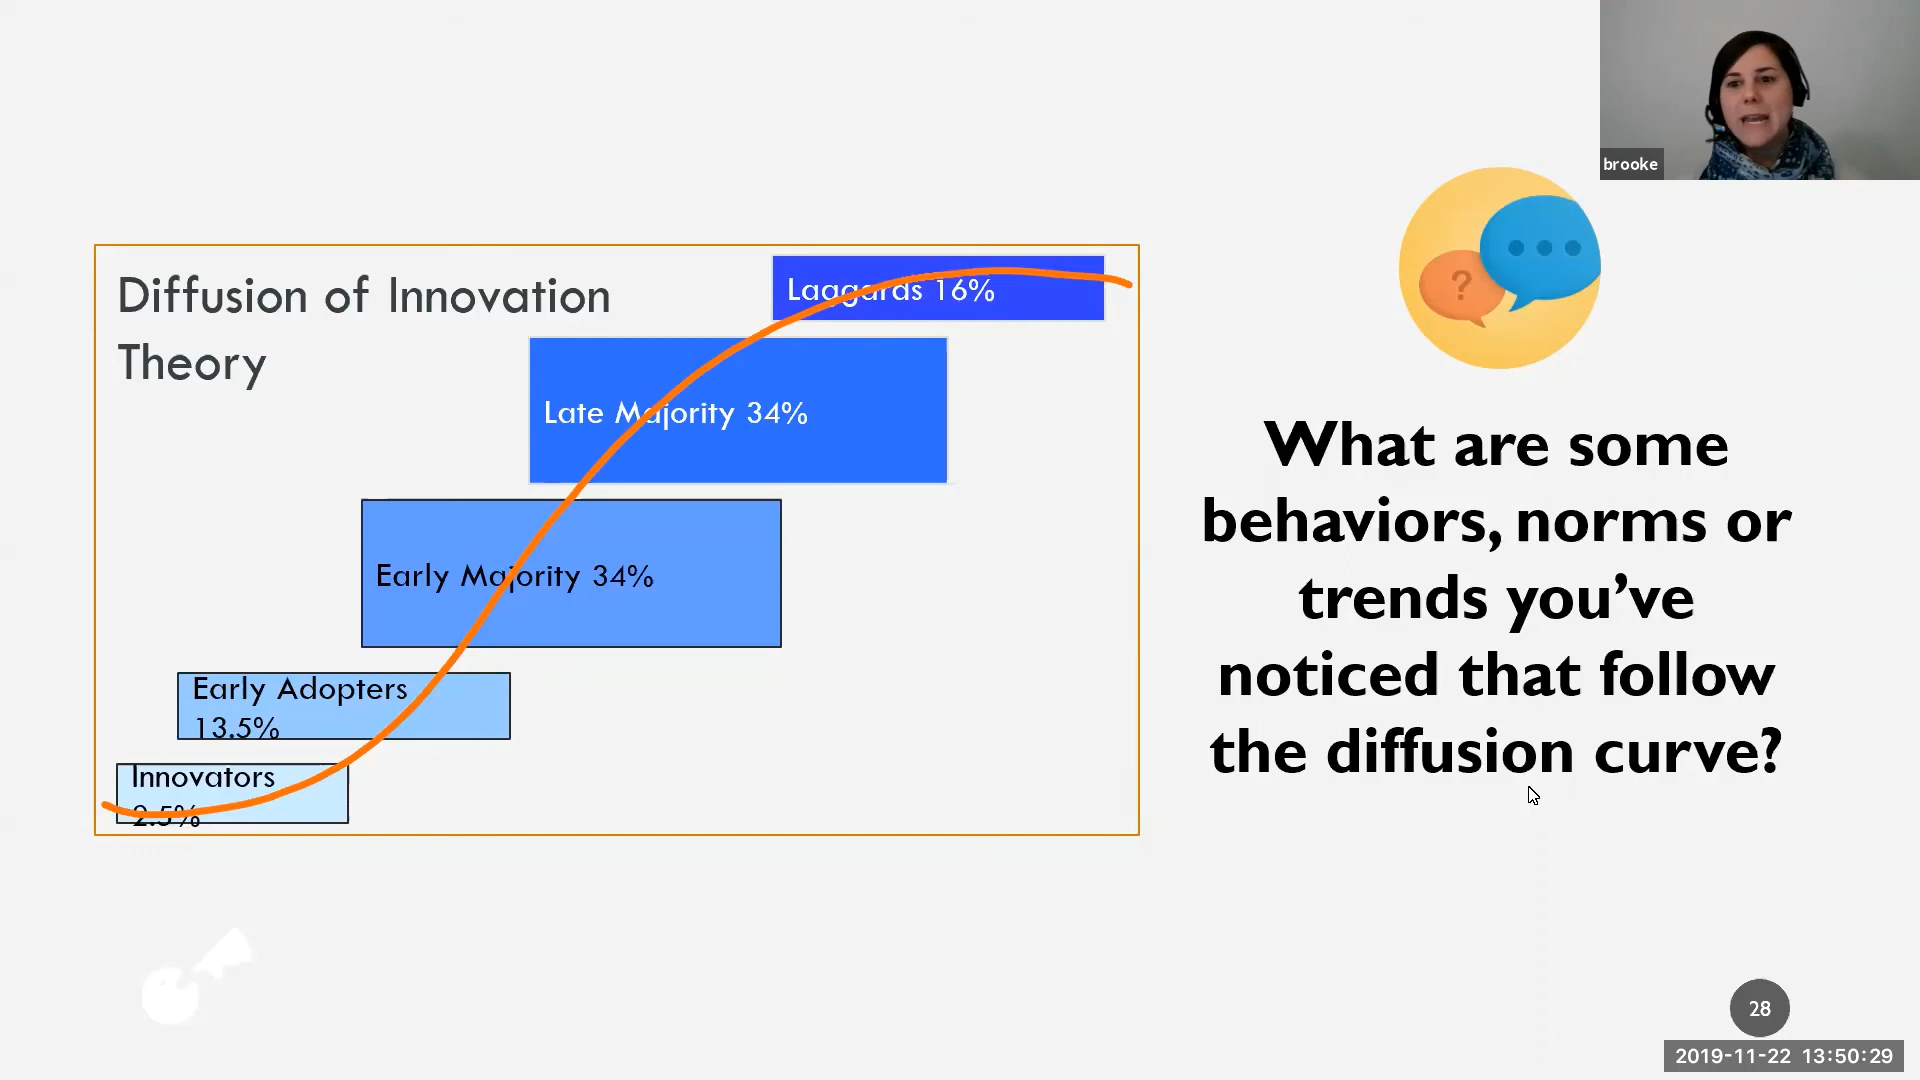 brooke
Diffusion of Innovation
Theory
Laggards 16%
Late Majority 34%
Early Majority 34%
Early Adopters
13.5%
Innovators
2.5%
?
What are some
behaviors, norms or
trends you’ve
noticed that follow
the diffusion curve?
28
2019-11-22 13:50:29